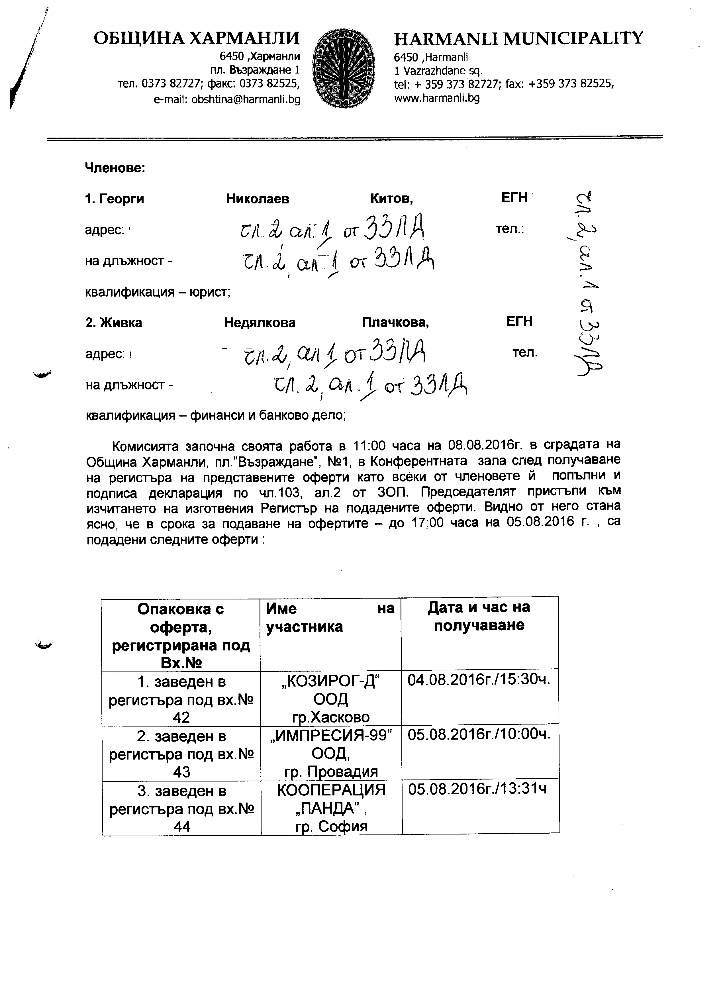 ОБЩИНА ХАРМАНЛИ
6450 ,Харманли
пл. Възраждане 1
тел. 0373 82727; факс: 0373 82525,
e-mail: obshtina@harmanli.bg
HARMANLI MUNICIPALITY
6450 ,Harmanli
1 Vazrazhdane sq.
tel: + 359 373 82727; fax: +359 373 82525,
www.harmanli.bg
Членове:
1. Георги Николаев Китов, ЕГН
адрес: чл.2, ал.1 от ЗЗЛД тел.:
на длъжност - чл.2, ал.1 от ЗЗЛД
квалификация – юрист;
чл.2, ал.1 от ЗЗЛД
2. Живка Недялкова Плачкова, ЕГН
адрес: чл.2, ал 1 от ЗЗЛД тел.
на длъжност - чл.2, ал.1 от ЗЗЛД
квалификация – финанси и банково дело;
Комисията започна своята работа в 11:00 часа на 08.08.2016г. в сградата на
Община Харманли, пл.”Възраждане”, №1, в Конферентната зала след получаване
на регистъра на представените оферти като всеки от членовете й попълни и
подписа декларация по чл.103, ал.2 от ЗОП. Председателят пристъпи към
изчитането на изготвения Регистър на подадените оферти. Видно от него стана
ясно, че в срока за подаване на офертите – до 17:00 часа на 05.08.2016 г. , са
подадени следните оферти :
Опаковка с
оферта,
регистрирана под
Вх.№
Име на
участника
Дата и час на
получаване
1. заведен в
регистъра под вх.№
42
„КОЗИРОГ-Д“
ООД
гр.Хасково
04.08.2016г./15:30ч.
2. заведен в
регистъра под вх.№
43
„ИМПРЕСИЯ-99”
ООД,
гр. Провадия
05.08.2016г./10:00ч.
3. заведен в
регистъра под вх.№
44
КООПЕРАЦИЯ
„ПАНДА” ,
гр. София
05.08.2016г./13:31ч